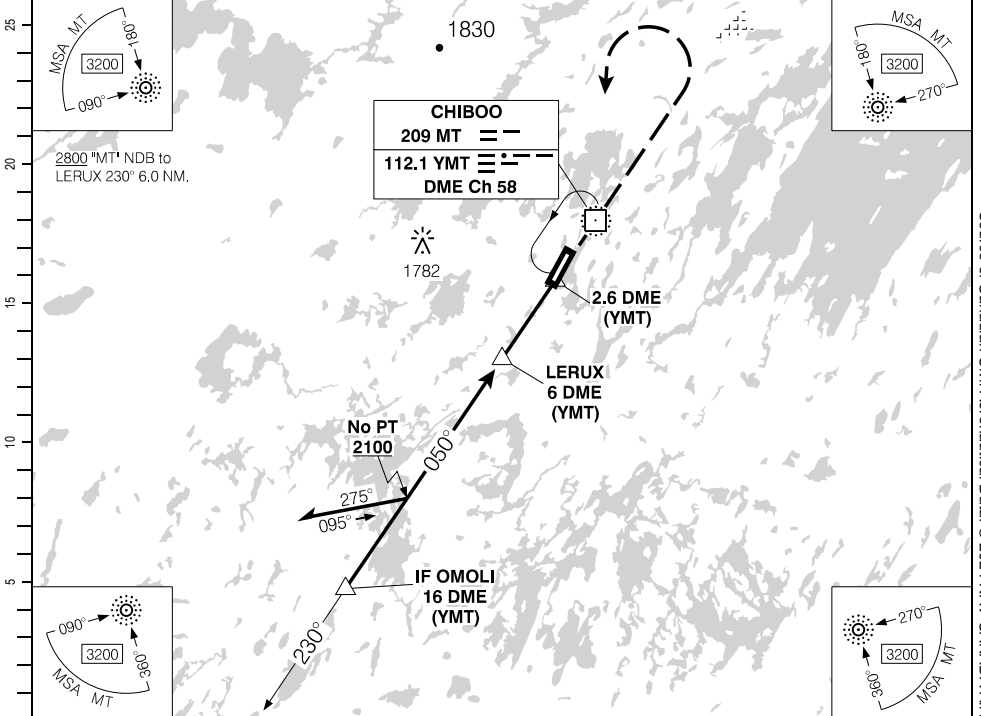 25
20
15
10
5
MSA MT
180°
3200
090°
1830
MSA MT
180°
3200
270°
2800 'MT' NDB to
LERUX 230° 6.0 NM.
CHIBOO
209 MT
112.1 YMT
DME Ch 58
1782
2.6 DME
(YMT)
LERUX
6 DME
(YMT)
No PT
2100
050°
275°
095°
IF OMOLI
16 DME
(YMT)
230°
090°
3200
360°
MSA MT
270°
3200
360°
MSA MT